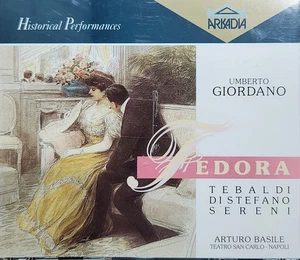 Historical Performances
ARKADIA
UMBERTO
GIORDANO
FEDORA
TEBALDI
DI STEFANO
SERENI
ARTURO BASILE
TEATRO SAN CARLO - NAPOLI